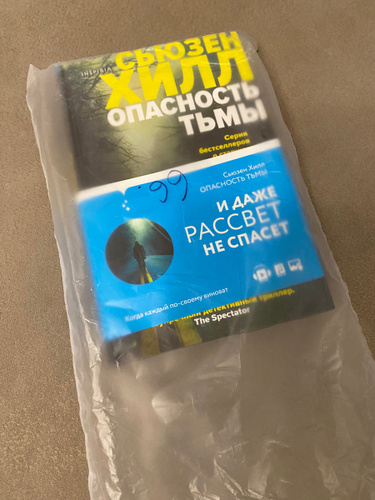 INSPIRIA
СЬЮЗЕН
ХИЛЛ
ОПАСНОСТЬ
ТЬМЫ
Серия
бестселлеров
99.
Сьюзен Хилл
ОПАСНОСТЬ ТЬМЫ
И ДАЖЕ
РАССВЕТ
НЕ СПАСЕТ
Когда каждый по-своему виноват
детективный триллер.
The Spectator